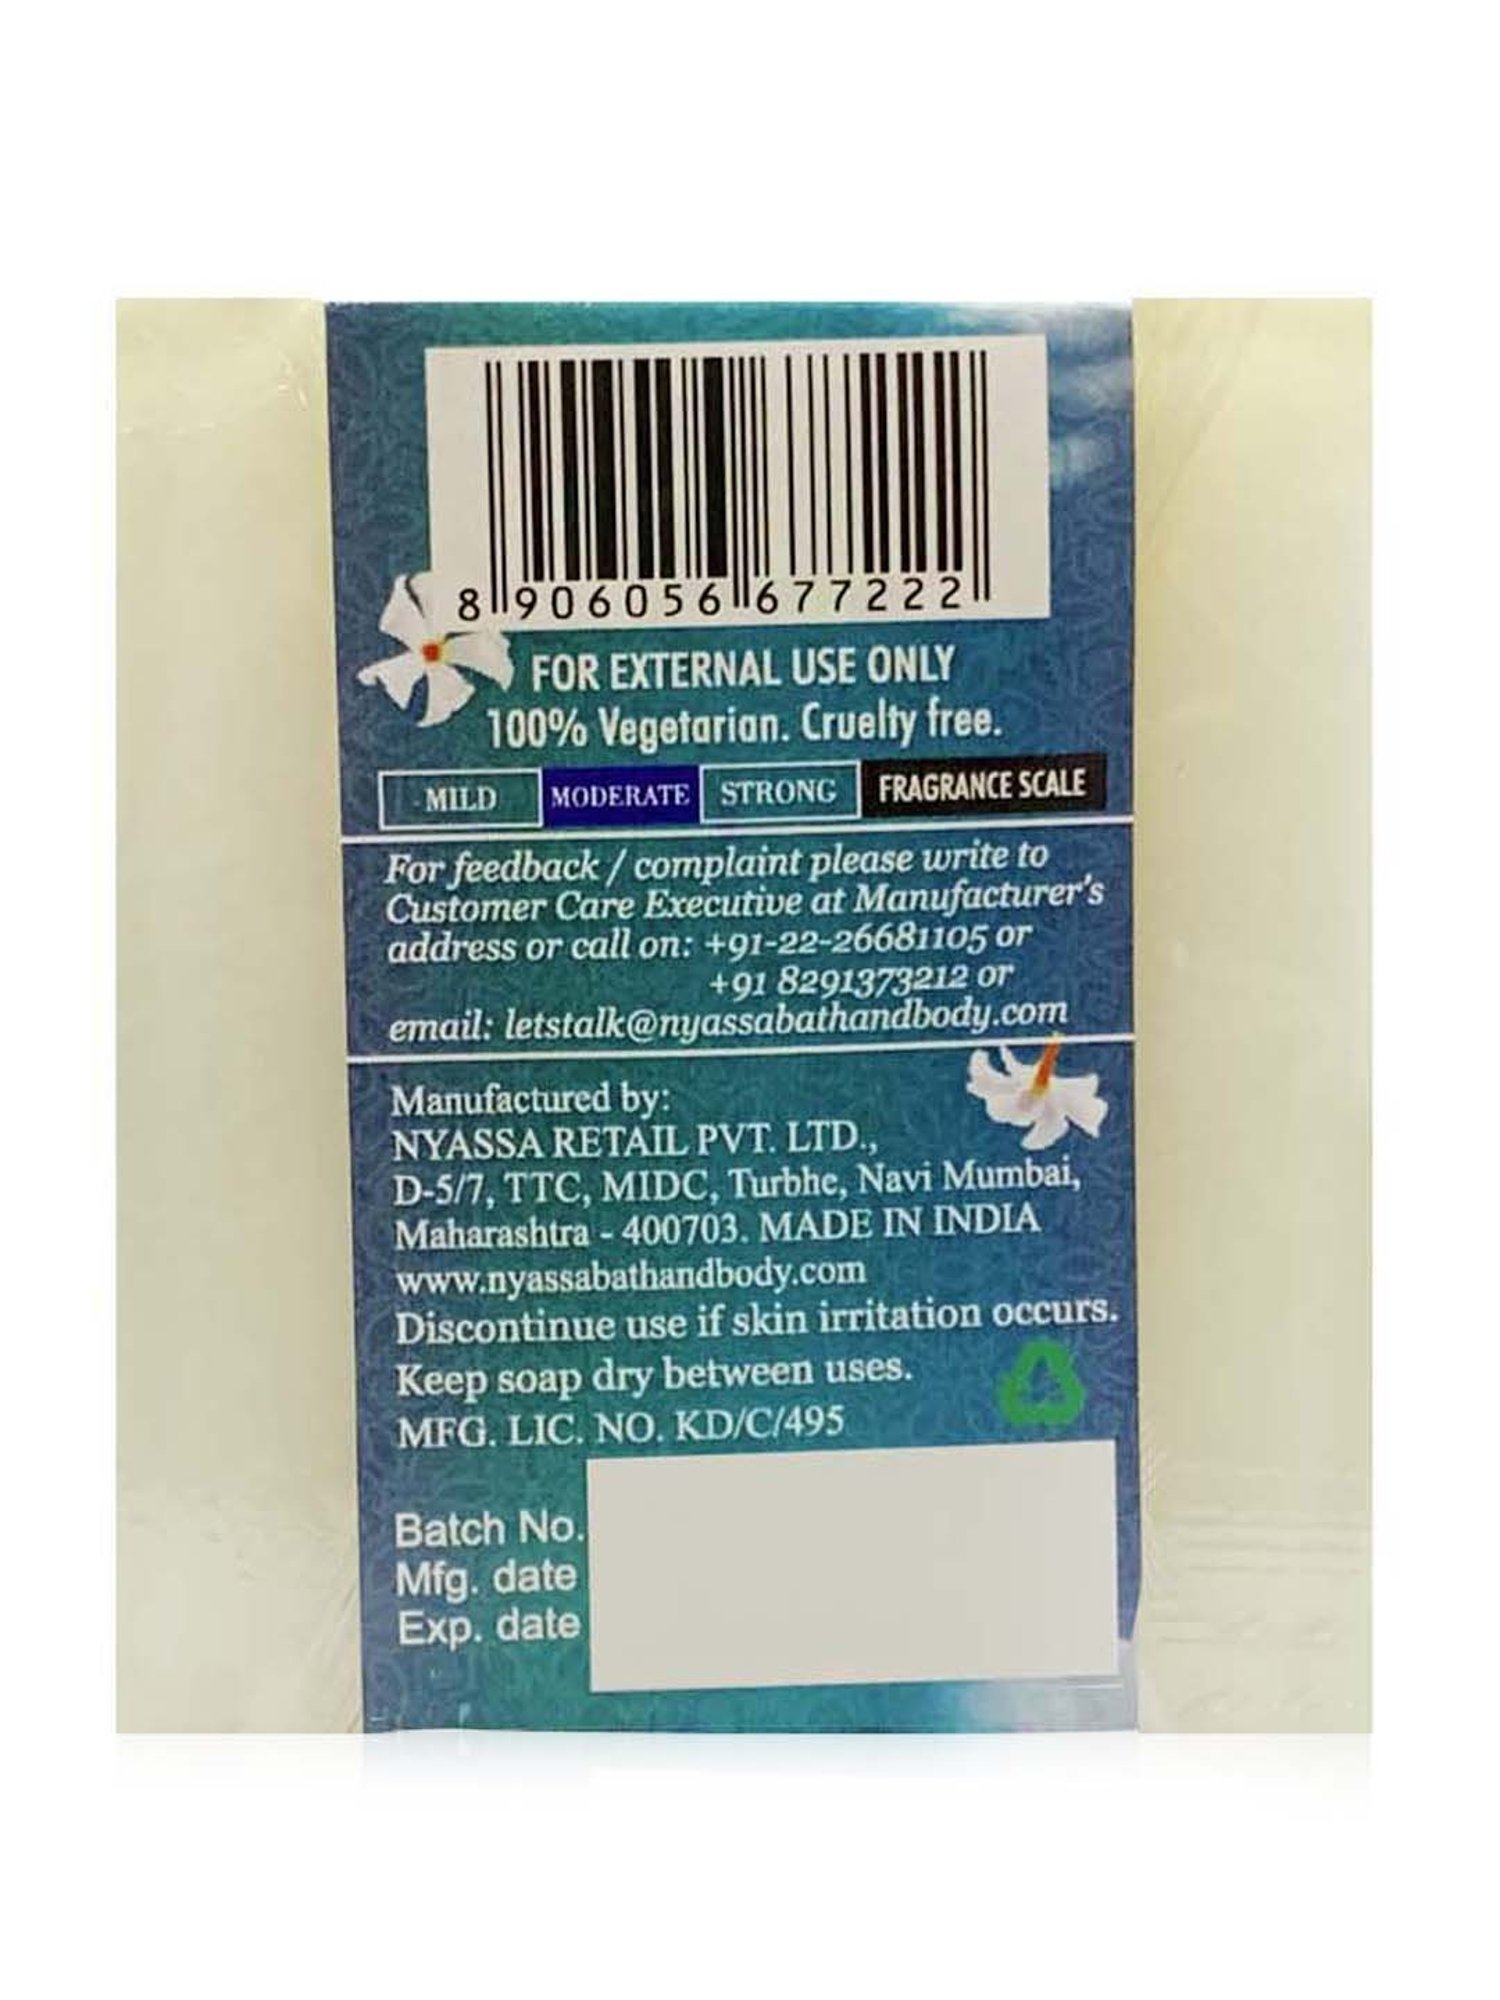 8 906056 677222
FOR EXTERNAL USE ONLY
100% Vegetarian. Cruelty free.
MILD MODERATE STRONG FRAGRANCE SCALE
For feedback / complaint please write to
Customer Care Executive at Manufacturer's
address or call on: +91-22-26681105 or
+91 8291373212 or
email: letstalk@nyassabathandbody.com
Manufactured by:
NYASSA RETAIL PVT. LTD.,
D-5/7, TTC, MIDC, Turbhe, Navi Mumbai,
Maharashtra - 400703. MADE IN INDIA
www.nyassabathandbody.com
Discontinue use if skin irritation occurs.
Keep soap dry between uses.
MFG. LIC. NO. KD/C/495
Batch No.
Mfg. date
Exp. date